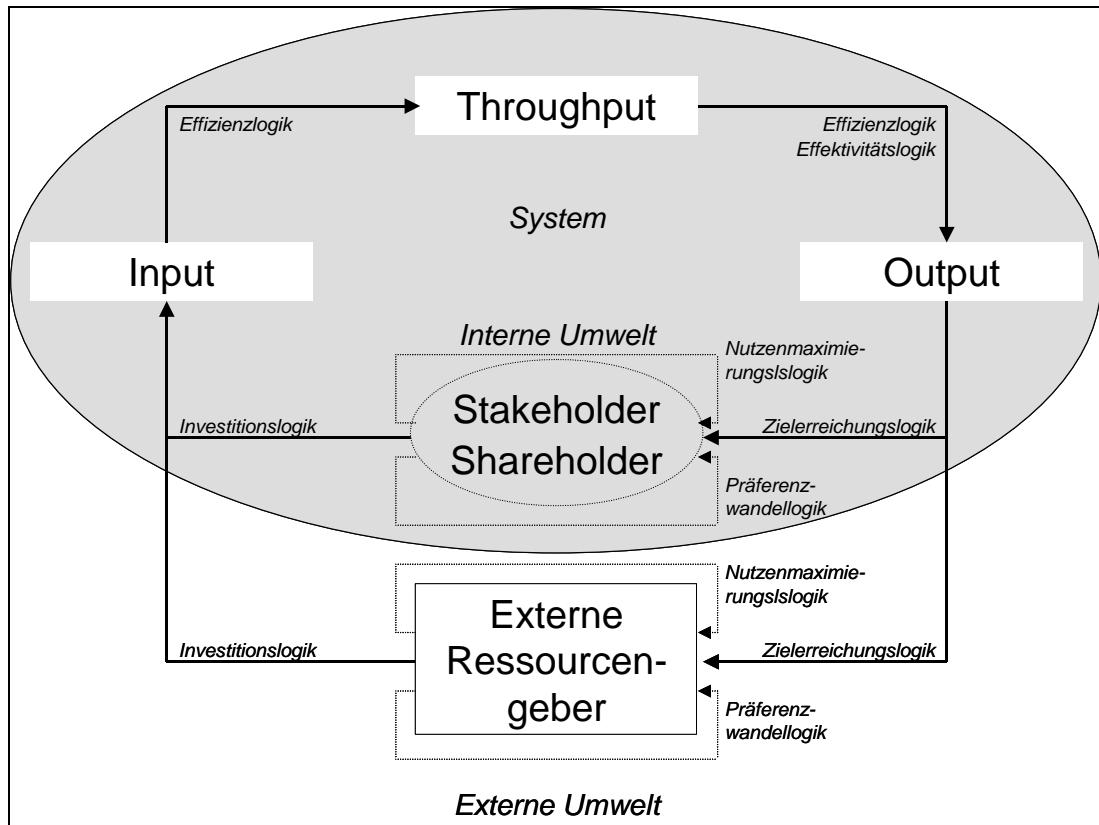 Throughput
Effizienzlogik
Effizienzlogik
Effektivitätslogik
System
Input
Output
Interne Umwelt
Nutzenmaximie-
rungslslogik
Stakeholder
Shareholder
Investitionslogik
Zielerreichungslogik
Präferenz-
wandellogik
Nutzenmaximie-
rungslslogik
Externe
Ressourcen-
geber
Investitionslogik
Zielerreichungslogik
Präferenz-
wandellogik
Externe Umwelt